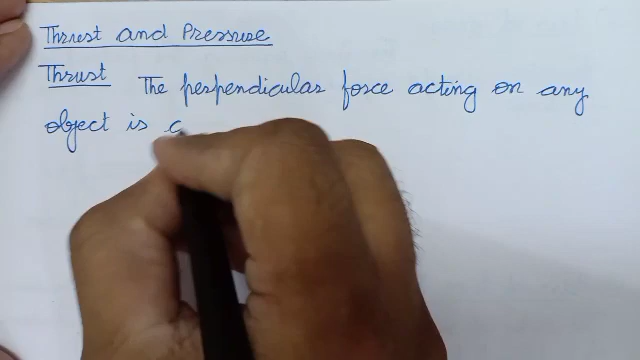 Thrust and Pressure
Thrust The perpendicular force acting on any
object is c